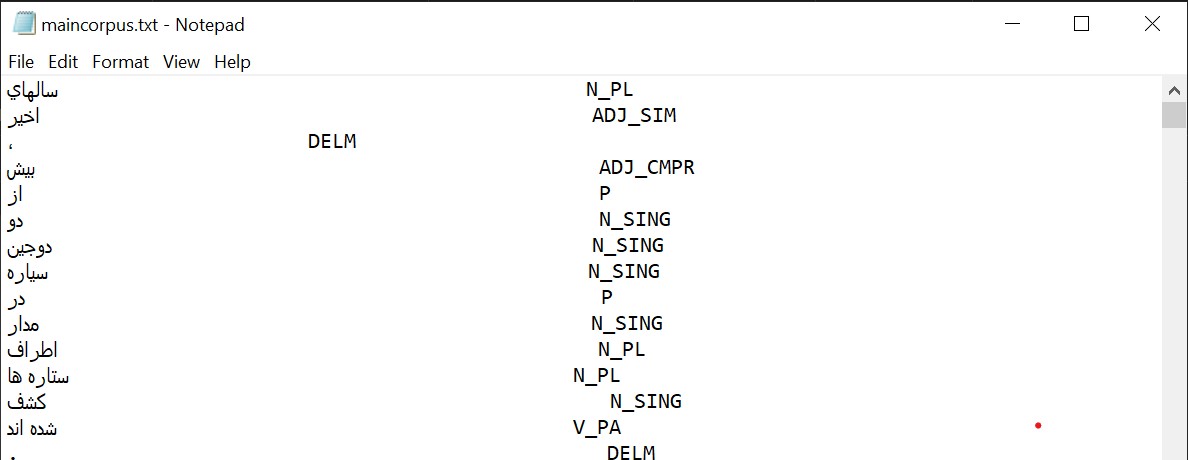 maincorpus.txt - Notepad
File Edit Format View Help
سالهاي N_PL
اخير ADJ_SIM
، DELM
بيش ADJ_CMPR
از P
دو N_SING
دوجين N_SING
سياره N_SING
در P
مدار N_SING
اطراف N_PL
ستاره ها N_PL
كشف N_SING
شده اند V_PA
. DELM